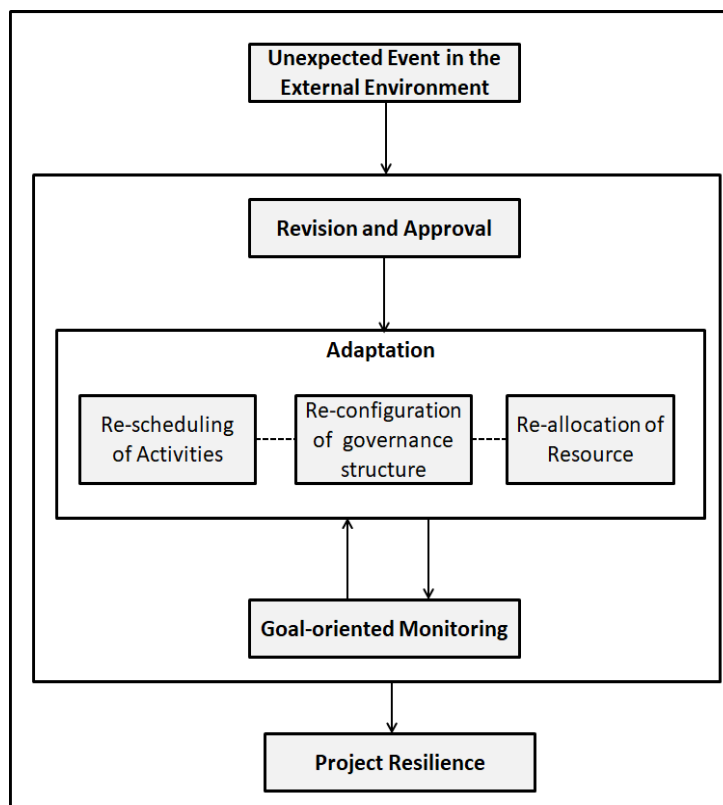 Unexpected Event in the
External Environment
Revision and Approval
Adaptation
Re-scheduling
of Activities
Re-configuration
of governance
structure
Re-allocation of
Resource
Goal-oriented Monitoring
Project Resilience